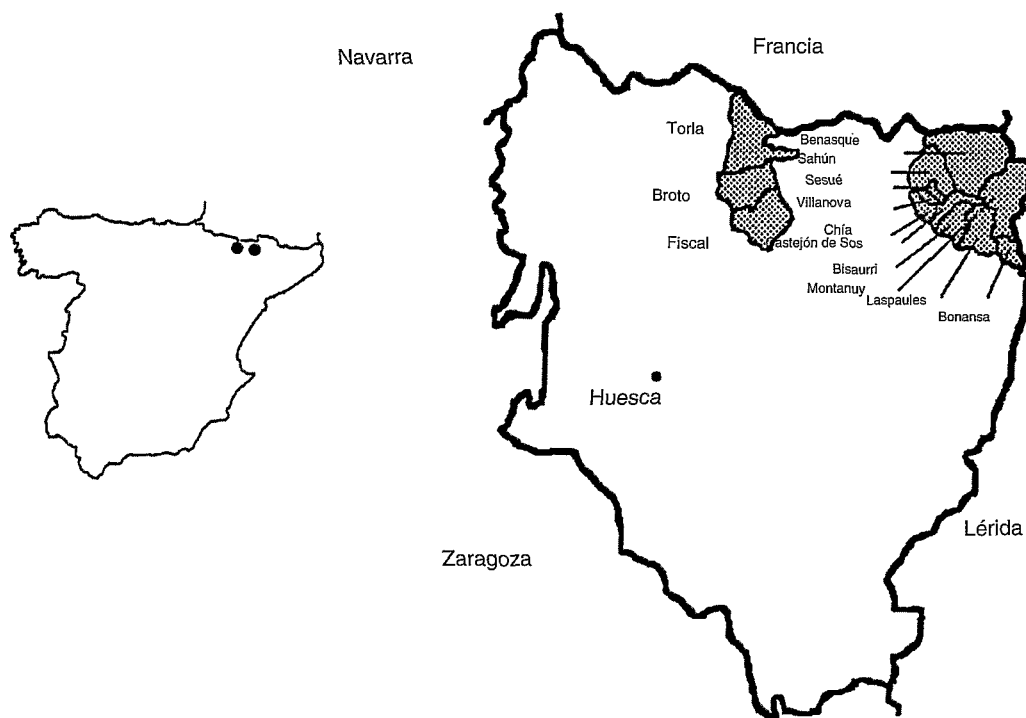 Navarra
Francia
Torla
Benasque
Sahún
Sesué
Broto
Villanova
Chía
Fiscal
astejón de Sos
Bisaurri
Montanuy
Laspaules
Bonansa
Huesca
Lérida
Zaragoza